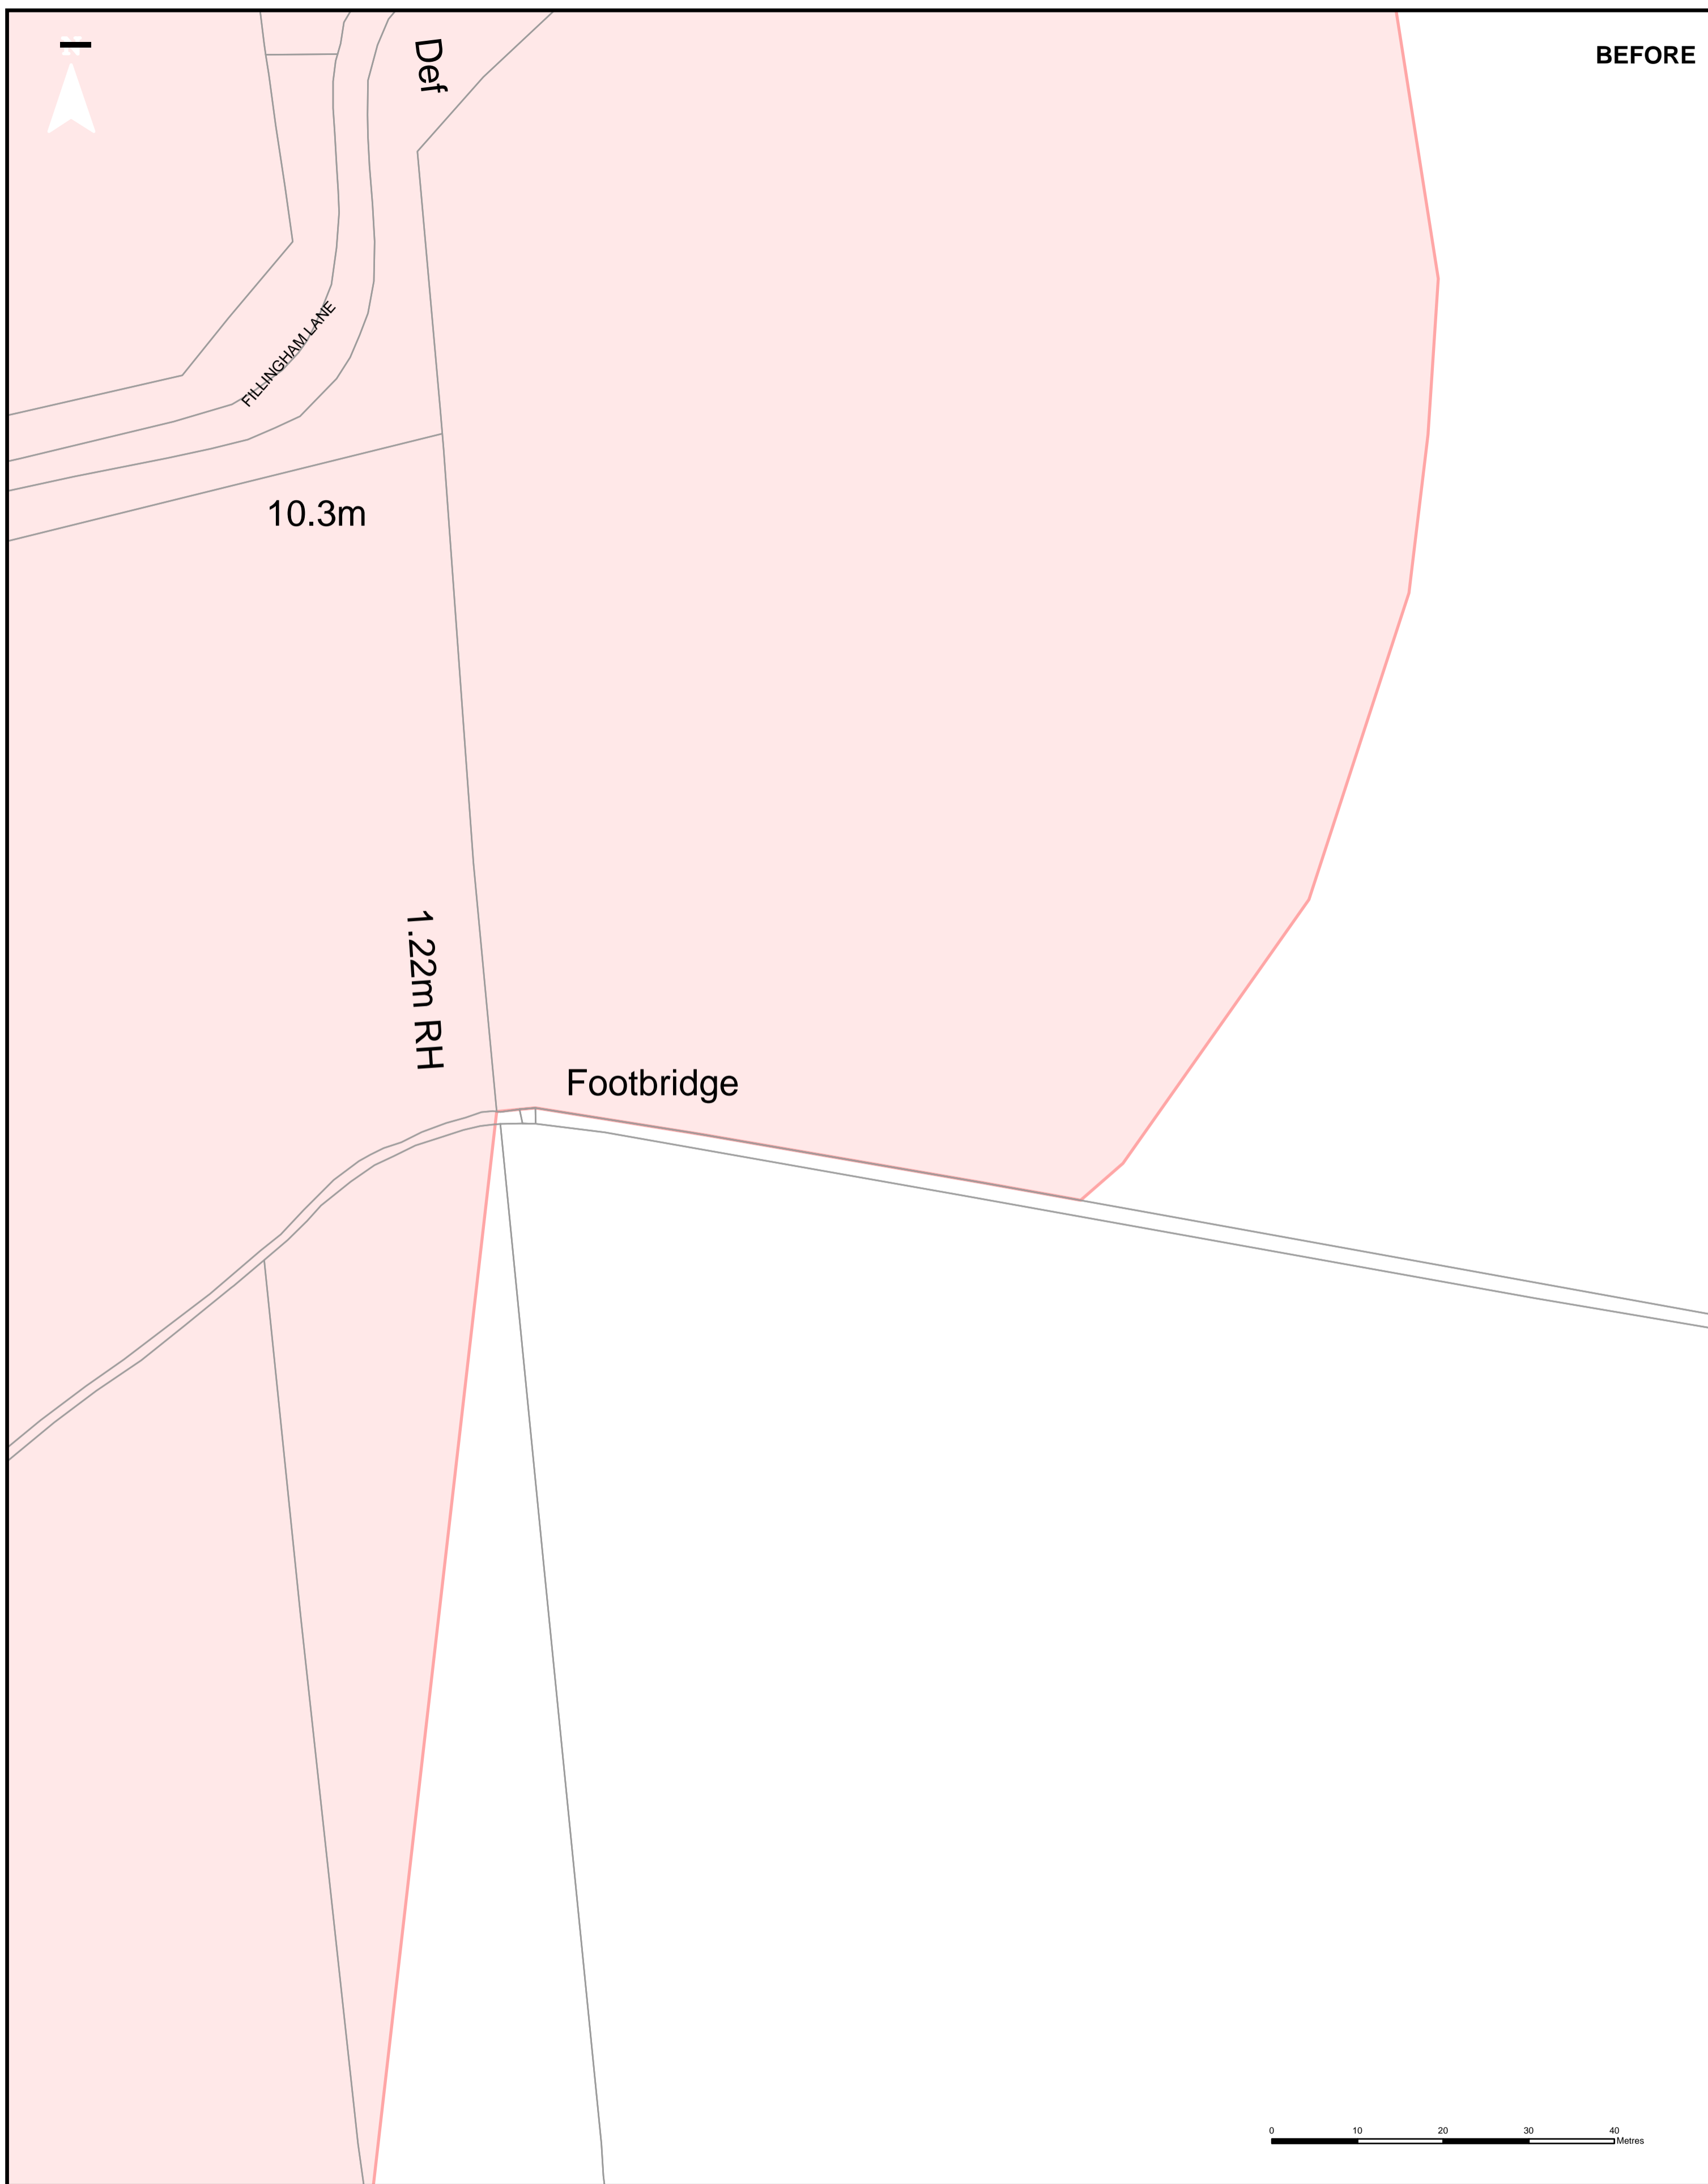 N
BEFORE
Def
FILLINGHAM LANE
10.3m
1.22m RH
Footbridge
0 10 20 30 40
Metres